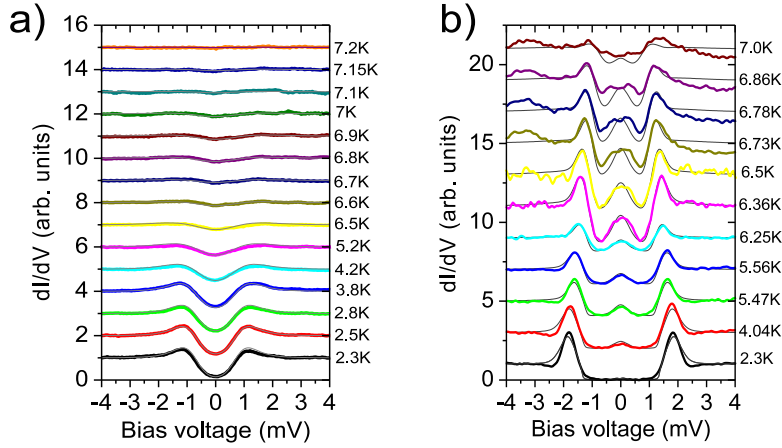 a)
16
14
12
10
8
6
4
2
0
dI/dV (arb. units)
7.2K
7.15K
7.1K
7K
6.9K
6.8K
6.7K
6.6K
6.5K
5.2K
4.2K
3.8K
2.8K
2.5K
2.3K
-4 -3 -2 -1 0 1 2 3 4
Bias voltage (mV)
b)
20
15
10
5
0
dI/dV (arb. units)
7.0K
6.86K
6.78K
6.73K
6.5K
6.36K
6.25K
5.56K
5.47K
4.04K
2.3K
-4 -3 -2 -1 0 1 2 3 4
Bias voltage (mV)